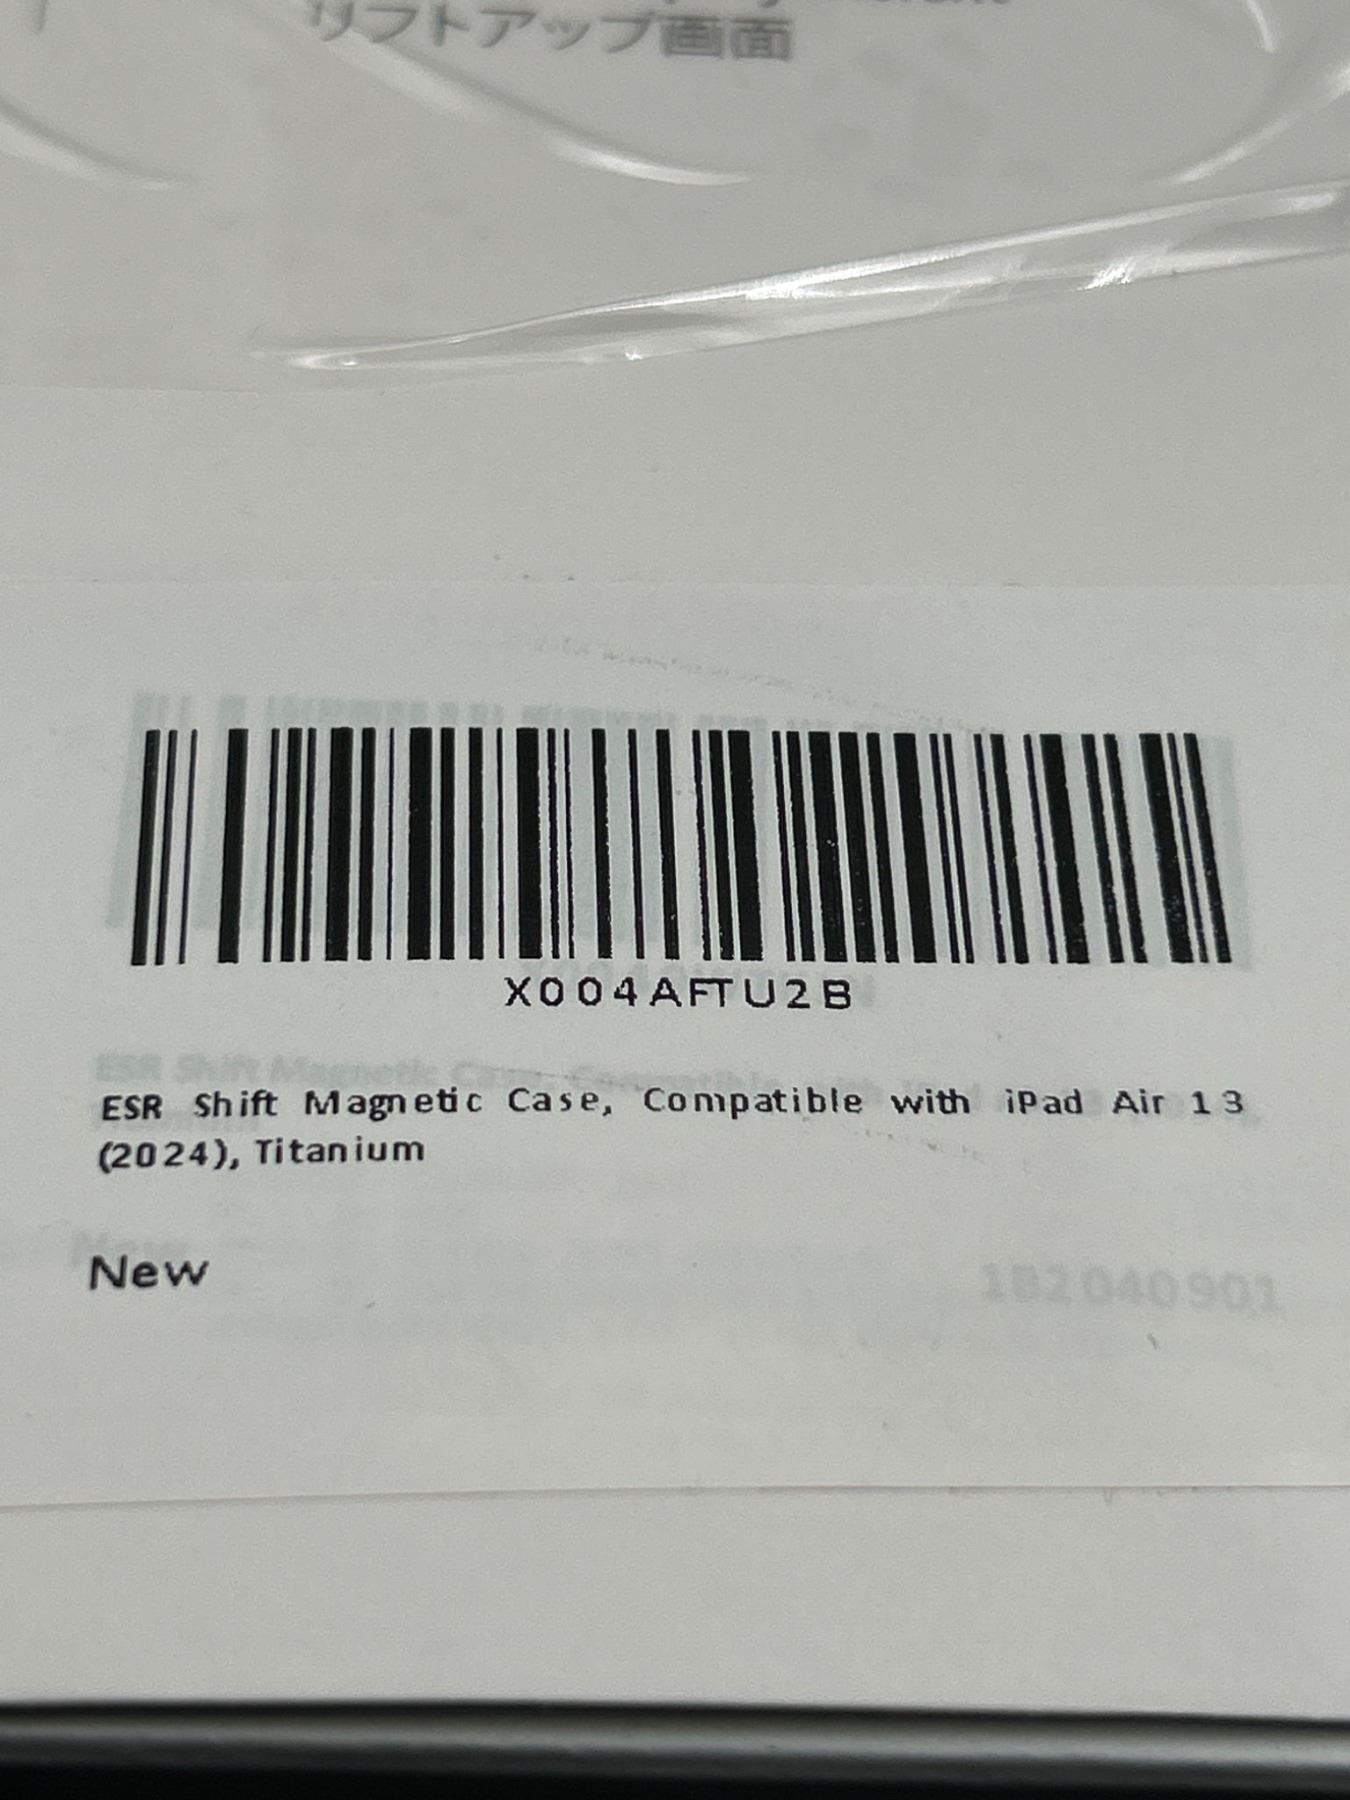 リフトアップ画面
X004AFTU2B
ESR Shift Magnetic Case, Compatible with iPad Air 13
(2024), Titanium
New
182040901